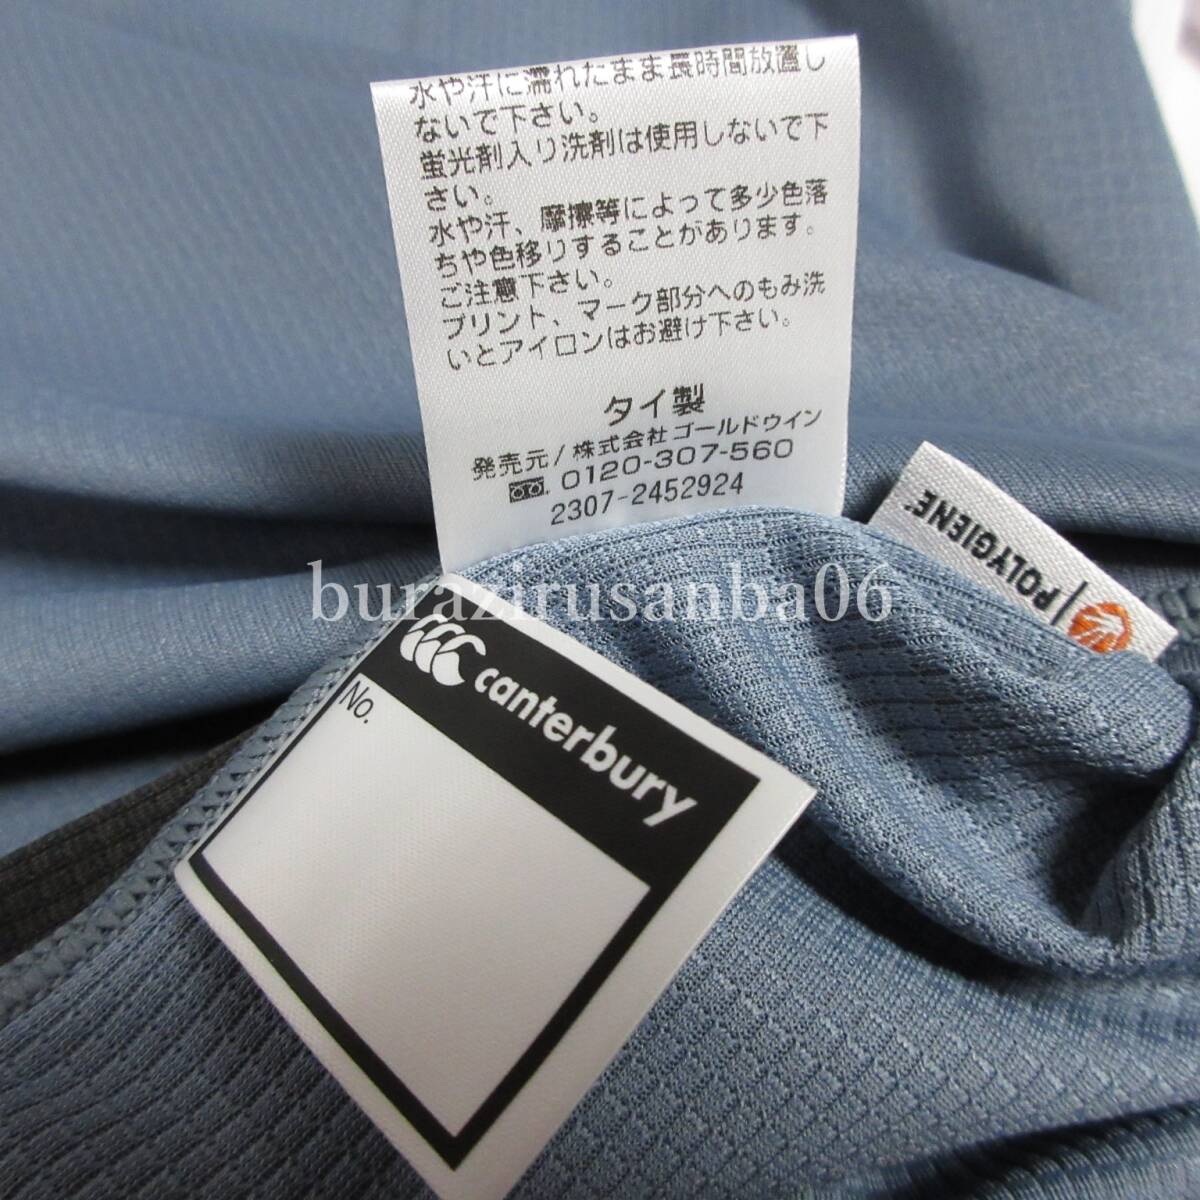 水や汗に濡れたまま長時間放置し
ないで下さい。
蛍光剤入り洗剤は使用しないで下
さい。
水や汗、摩擦等によって多少色落
ちや色移りすることがあります。
ご注意下さい。
プリント、マーク部分へのもみ洗
いとアイロンはお避け下さい。
タイ製
発売元/株式会社ゴールドウイン
0120-307-560
2307-2452924
POLYGIENE
burazirusanba06
canterbury
No.